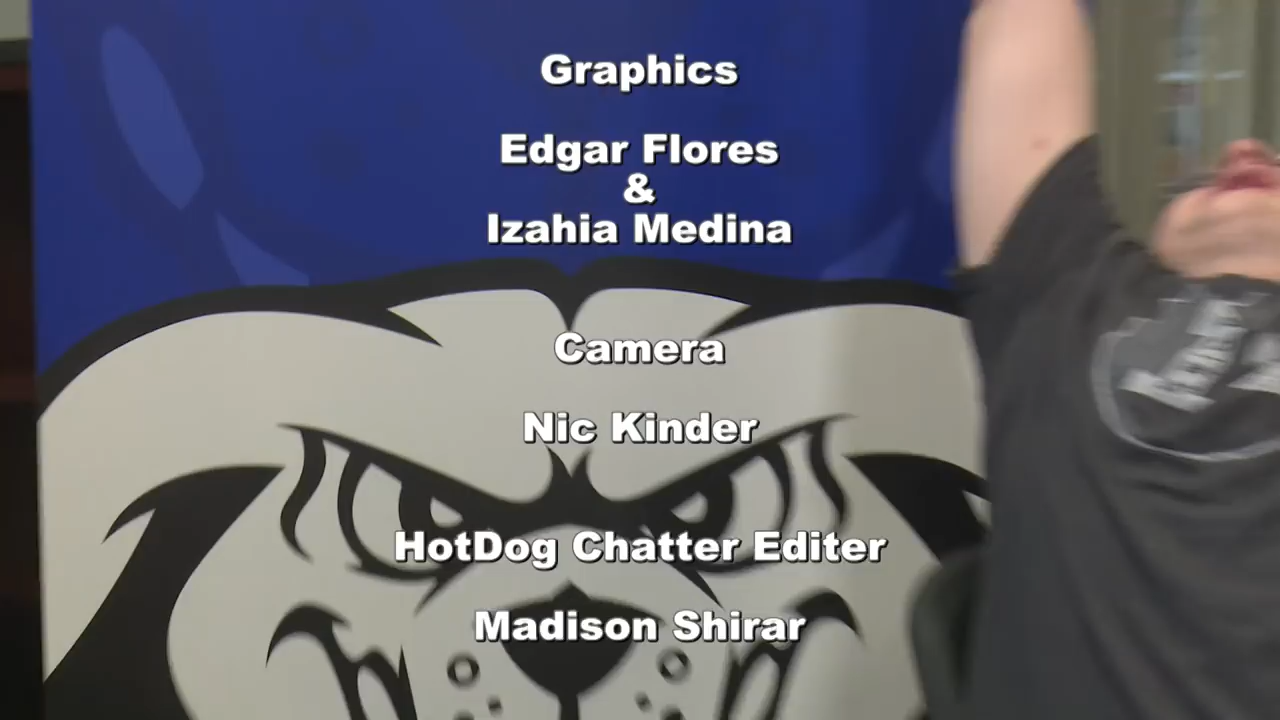 Graphics
Edgar Flores
&
Izahia Medina
Camera
Nic Kinder
HotDog Chatter Editer
Madison Shirar